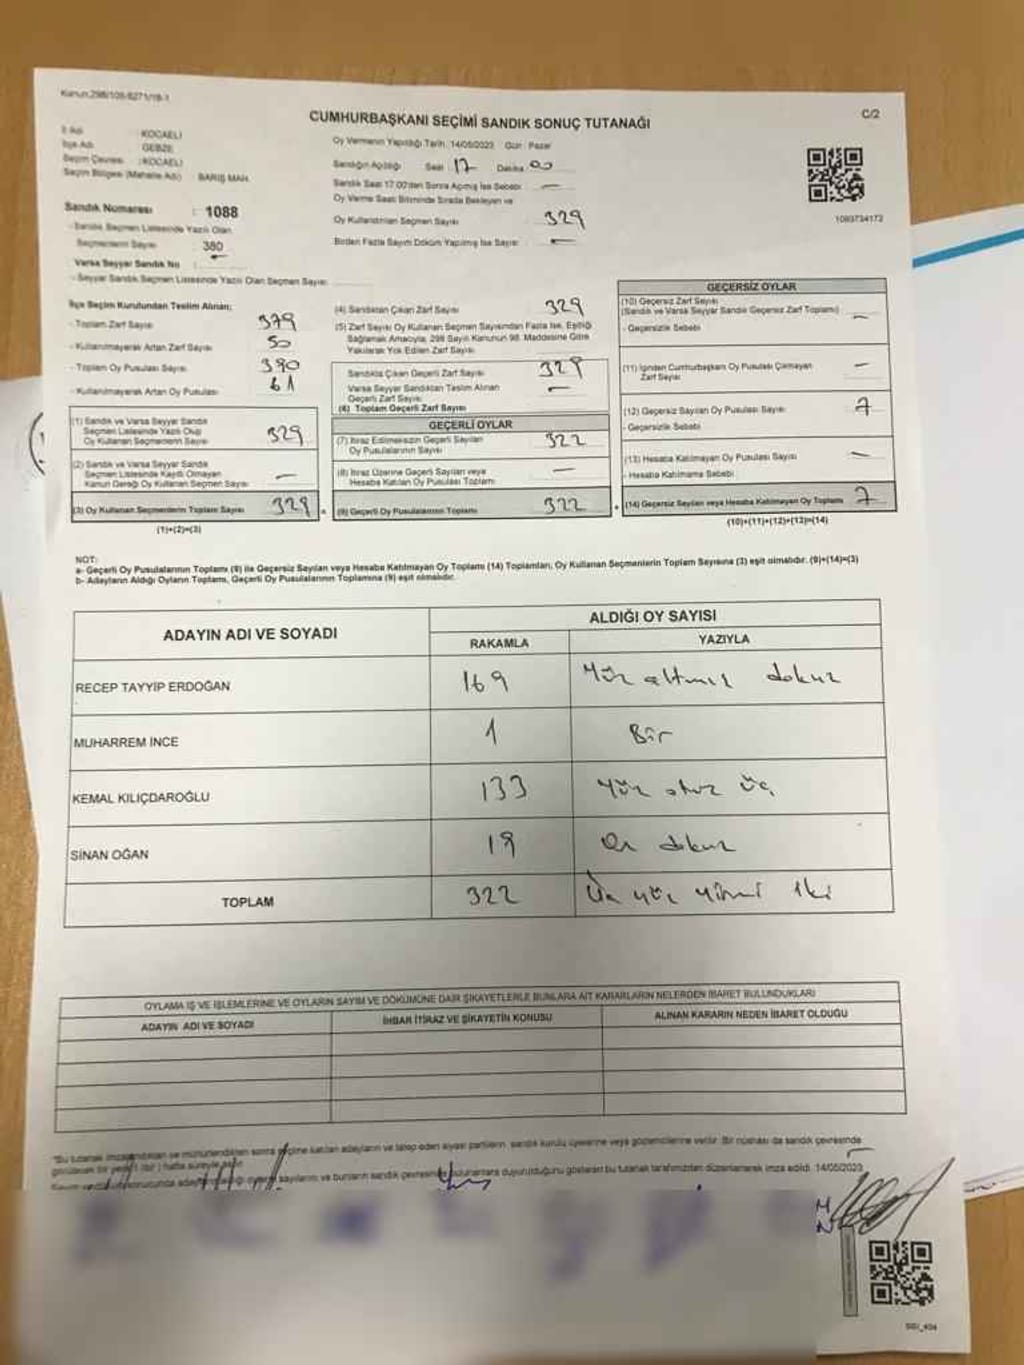 Kanun:298/105-6271/18-1
CUMHURBAŞKANI SEÇİMİ SANDIK SONUÇ TUTANAĞI
C/2
İl Adı : KOCAELİ
İlçe Adı : GEBZE
Seçim Çevresi : KOCAELİ
Seçim Bölgesi (Mahalle Adı) : BARIŞ MAH.
Oy Vermenin Yapıldığı Tarih: 14/05/2023 Gün: Pazar
Sandığın Açıldığı Saat 17 Dakika 00
Sandık Saat 17:00'dan Sonra Açılmış İse Sebebi —
Oy Verme Saati Bitiminde Sırada Bekleyen ve
Oy Kullandırılan Seçmen Sayısı 329
Birden Fazla Sayım Döküm Yapılmış İse Sayısı —
1093734173
Sandık Numarası : 1088
- Sandık Seçmen Listesinde Yazılı Olan
Seçmenlerin Sayısı 380
Varsa Seyyar Sandık No :
- Seyyar Sandık Seçmen Listesinde Yazılı Olan Seçmen Sayısı:
İlçe Seçim Kurulundan Teslim Alınan;
- Toplam Zarf Sayısı 379
- Kullanılmayarak Artan Zarf Sayısı 50
- Toplam Oy Pusulası Sayısı 390
- Kullanılmayarak Artan Oy Pusulası 61
(1) Sandık ve Varsa Seyyar Sandık
Seçmen Listesinde Yazılı Olup
Oy Kullanan Seçmenlerin Sayısı 329
(2) Sandık ve Varsa Seyyar Sandık
Seçmen Listesinde Kayıtlı Olmayan
Kanun Gereği Oy Kullanan Seçmen Sayısı —
(3) Oy Kullanan Seçmenlerin Toplam Sayısı 329
(1)+(2)=(3)
(4) Sandıktan Çıkan Zarf Sayısı 329
(5) Zarf Sayısı Oy Kullanan Seçmen Sayısından Fazla İse, Eşitliği
Sağlamak Amacıyla, 298 Sayılı Kanunun 98. Maddesine Göre
Yakılarak Yok Edilen Zarf Sayısı
Sandıkta Çıkan Geçerli Zarf Sayısı 329
Varsa Seyyar Sandıktan Teslim Alınan
Geçerli Zarf Sayısı —
(6) Toplam Geçerli Zarf Sayısı
GEÇERLİ OYLAR
(7) İtiraz Edilmeksizin Geçerli Sayılan
Oy Pusulalarının Sayısı 322
(8) İtiraz Üzerine Geçerli Sayılan veya
Hesaba Katılan Oy Pusulası Toplamı —
(9) Geçerli Oy Pusulalarının Toplamı 322
GEÇERSİZ OYLAR
(10) Geçersiz Zarf Sayısı
(Sandık ve Varsa Seyyar Sandık Geçersiz Zarf Toplamı) —
- Geçersizlik Sebebi
(11) İçinden Cumhurbaşkanı Oy Pusulası Çıkmayan
Zarf Sayısı —
(12) Geçersiz Sayılan Oy Pusulası Sayısı 7
- Geçersizlik Sebebi
(13) Hesaba Katılmayan Oy Pusulası Sayısı —
- Hesaba Katılmama Sebebi
(14) Geçersiz Sayılan veya Hesaba Katılmayan Oy Toplamı 7
(10)+(11)+(12)+(13)=(14)
NOT:
a- Geçerli Oy Pusulalarının Toplamı (9) ile Geçersiz Sayılan veya Hesaba Katılmayan Oy Toplamı (14) Toplamları, Oy Kullanan Seçmenlerin Toplam Sayısına (3) eşit olmalıdır. (9)+(14)=(3)
b- Adayların Aldığı Oyların Toplamı, Geçerli Oy Pusulalarının Toplamına (9) eşit olmalıdır.
ADAYIN ADI VE SOYADI
ALDIĞI OY SAYISI
RAKAMLA YAZIYLA
RECEP TAYYİP ERDOĞAN 169 Yüz altmış dokuz
MUHARREM İNCE 1 Bir
KEMAL KILIÇDAROĞLU 133 Yüz otuz üç
SİNAN OĞAN 19 On dokuz
TOPLAM 322 Üç yüz yirmi iki
OYLAMA İŞ VE İŞLEMLERİNE VE OYLARIN SAYIM VE DÖKÜMÜNE DAİR ŞİKAYETLERLE BUNLARA AİT KARARLARIN NELERDEN İBARET BULUNDUKLARI
ADAYIN ADI VE SOYADI İHBAR İTİRAZ VE ŞİKAYETİN KONUSU ALINAN KARARIN NEDEN İBARET OLDUĞU
"Bu tutanak imzalandıktan ve mühürlendikten sonra seçime katılan adayların ve talep eden siyasi partilerin, sandık kurulu üyelerine veya gözlemcilerine verilir. Bir nüshası da sandık çevresinde
görülecek bir yere 1 (bir) hafta süreyle asılır.
sayılarını ve bunların sandık çevresinde bulunanlara duyurulduğunu gösteren bu tutanak tarafımızdan düzenlenerek imza edildi. 14/05/2023